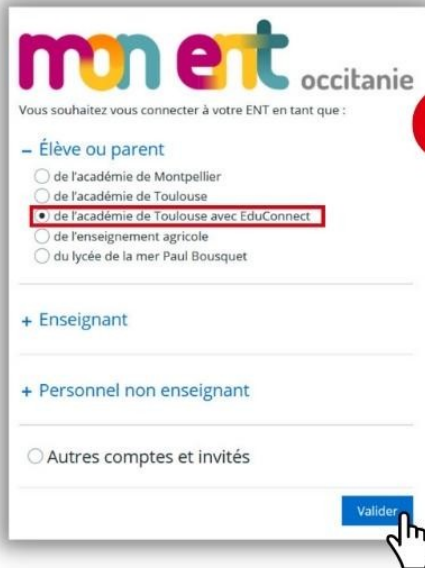 mon ent occitanie
Vous souhaitez vous connecter à votre ENT en tant que :
– Élève ou parent
de l'académie de Montpellier
de l'académie de Toulouse
de l'académie de Toulouse avec EduConnect
de l'enseignement agricole
du lycée de la mer Paul Bousquet
+ Enseignant
+ Personnel non enseignant
Autres comptes et invités
Valider